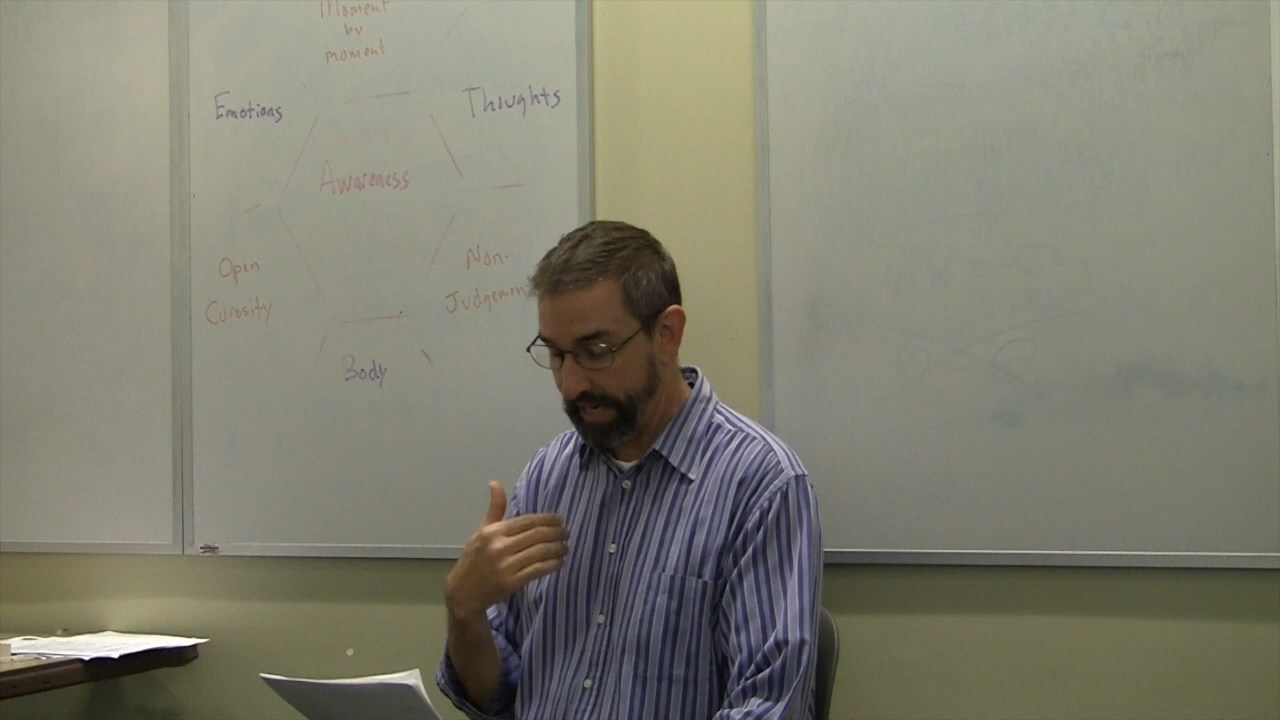 Moment
by
moment
Emotions
Thoughts
Awareness
Open
Curosity
Non-
Judgement
Body